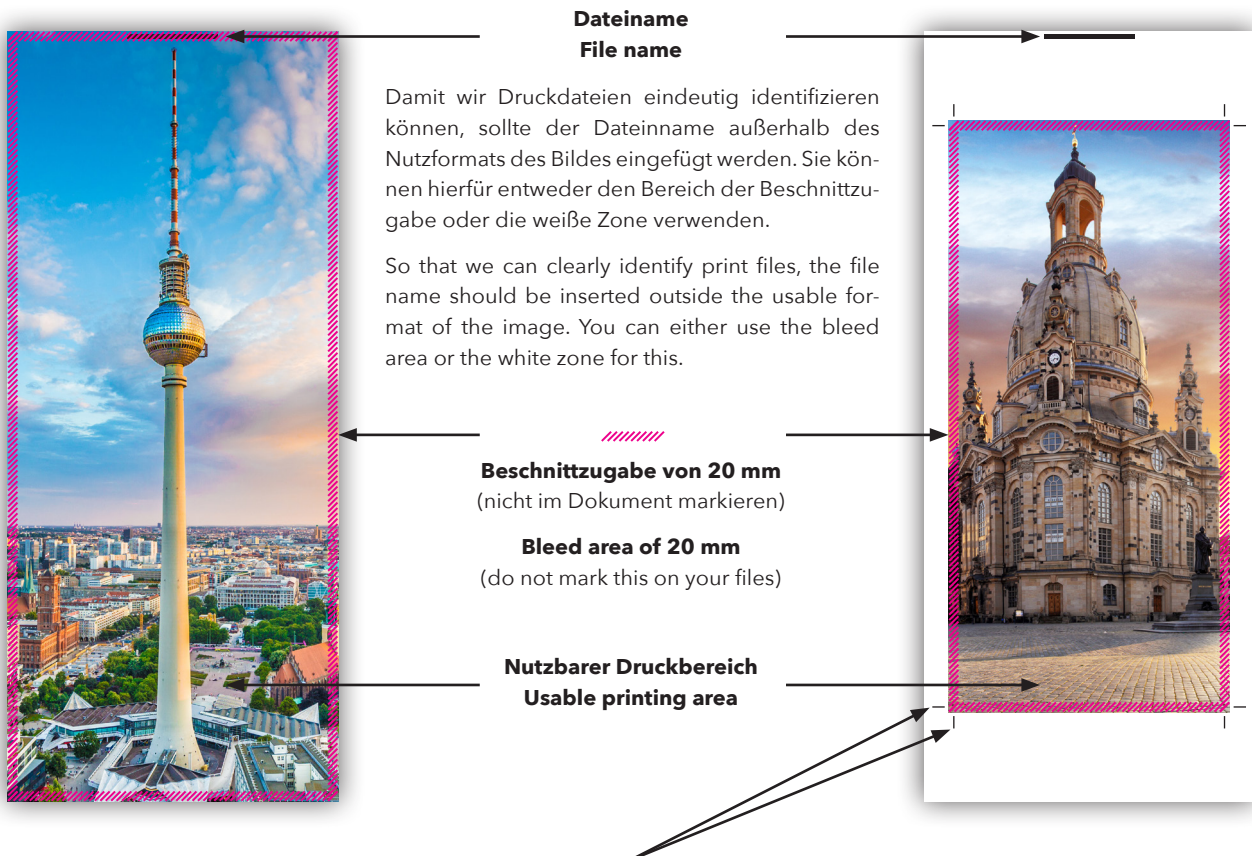 Dateiname
File name
Damit wir Druckdateien eindeutig identifizieren
können, sollte der Dateinname außerhalb des
Nutzformats des Bildes eingefügt werden. Sie kön-
nen hierfür entweder den Bereich der Beschnittzu-
gabe oder die weiße Zone verwenden.
So that we can clearly identify print files, the file
name should be inserted outside the usable for-
mat of the image. You can either use the bleed
area or the white zone for this.
Beschnittzugabe von 20 mm
(nicht im Dokument markieren)
Bleed area of 20 mm
(do not mark this on your files)
Nutzbarer Druckbereich
Usable printing area